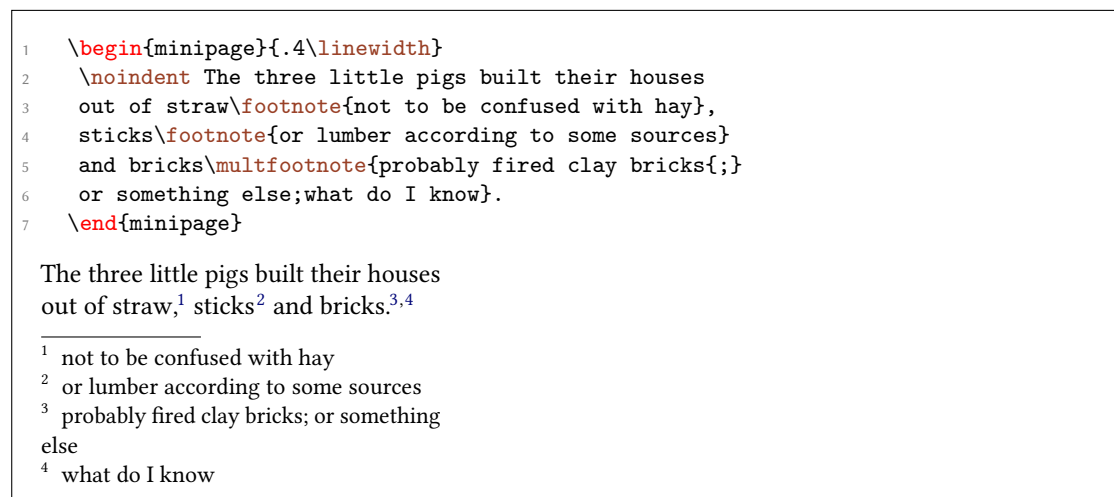 1 \begin{minipage}{.4\linewidth}
2 \noindent The three little pigs built their houses
3 out of straw\footnote{not to be confused with hay},
4 sticks\footnote{or lumber according to some sources}
5 and bricks\multfootnote{probably fired clay bricks{;}
6 or something else;what do I know}.
7 \end{minipage}
The three little pigs built their houses
out of straw,¹ sticks² and bricks.³,⁴
¹ not to be confused with hay
² or lumber according to some sources
³ probably fired clay bricks; or something
else
⁴ what do I know